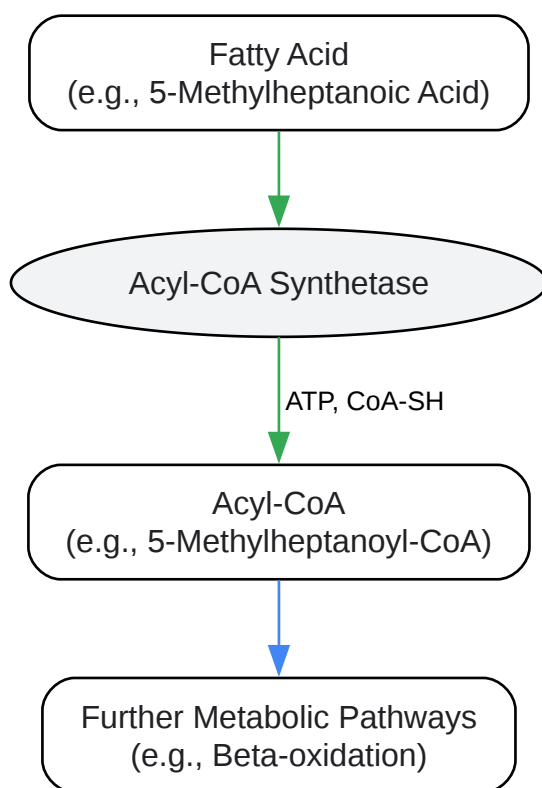 Fatty Acid
(e.g., 5-Methylheptanoic Acid)
Acyl-CoA Synthetase
ATP, CoA-SH
Acyl-CoA
(e.g., 5-Methylheptanoyl-CoA)
Further Metabolic Pathways
(e.g., Beta-oxidation)